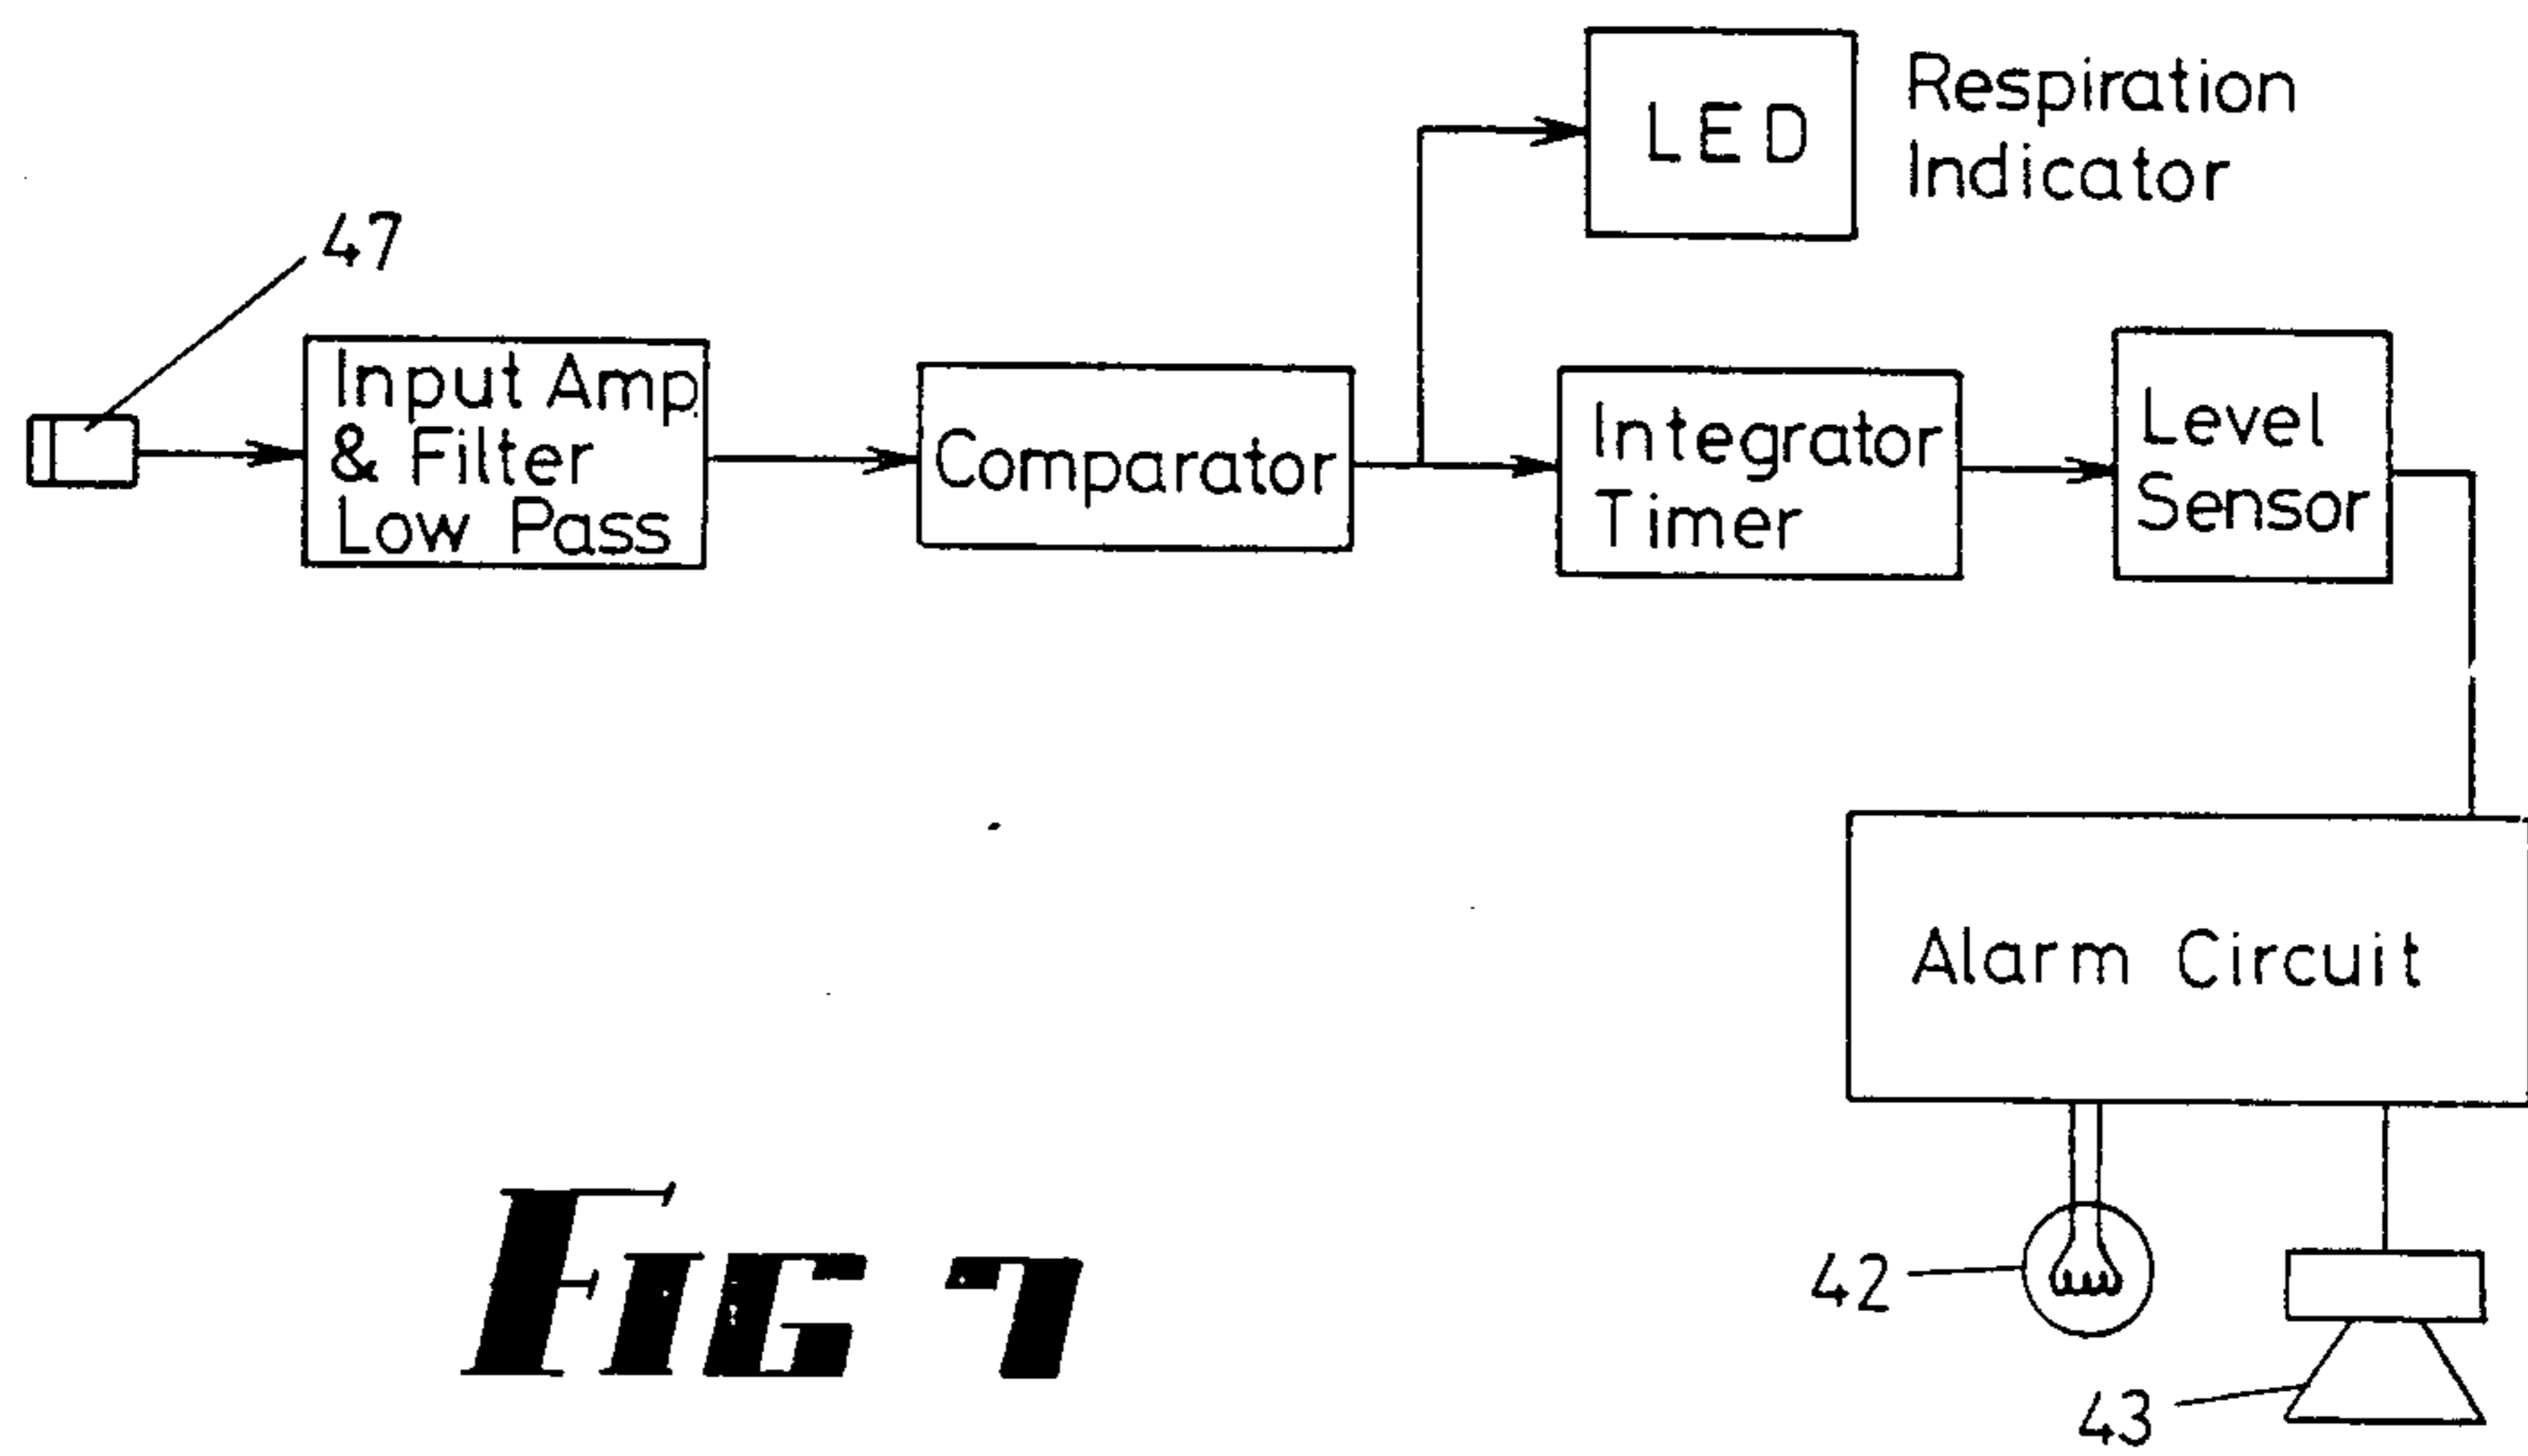 LED
Respiration
Indicator
47
Input Amp
& Filter
Low Pass
Comparator
Integrator
Timer
Level
Sensor
Alarm Circuit
42
43
FIG 7